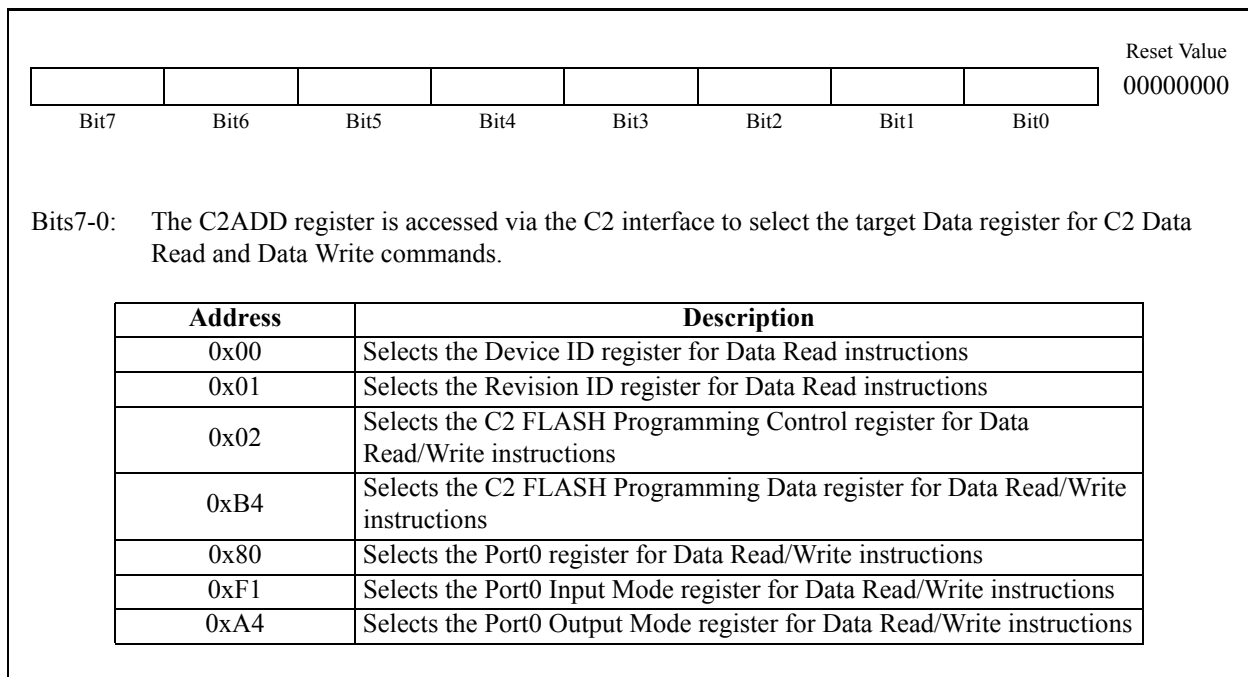 Reset Value
00000000
Bit7 Bit6 Bit5 Bit4 Bit3 Bit2 Bit1 Bit0
Bits7-0: The C2ADD register is accessed via the C2 interface to select the target Data register for C2 Data
Read and Data Write commands.
Address Description
0x00 Selects the Device ID register for Data Read instructions
0x01 Selects the Revision ID register for Data Read instructions
0x02 Selects the C2 FLASH Programming Control register for Data
Read/Write instructions
0xB4 Selects the C2 FLASH Programming Data register for Data Read/Write
instructions
0x80 Selects the Port0 register for Data Read/Write instructions
0xF1 Selects the Port0 Input Mode register for Data Read/Write instructions
0xA4 Selects the Port0 Output Mode register for Data Read/Write instructions